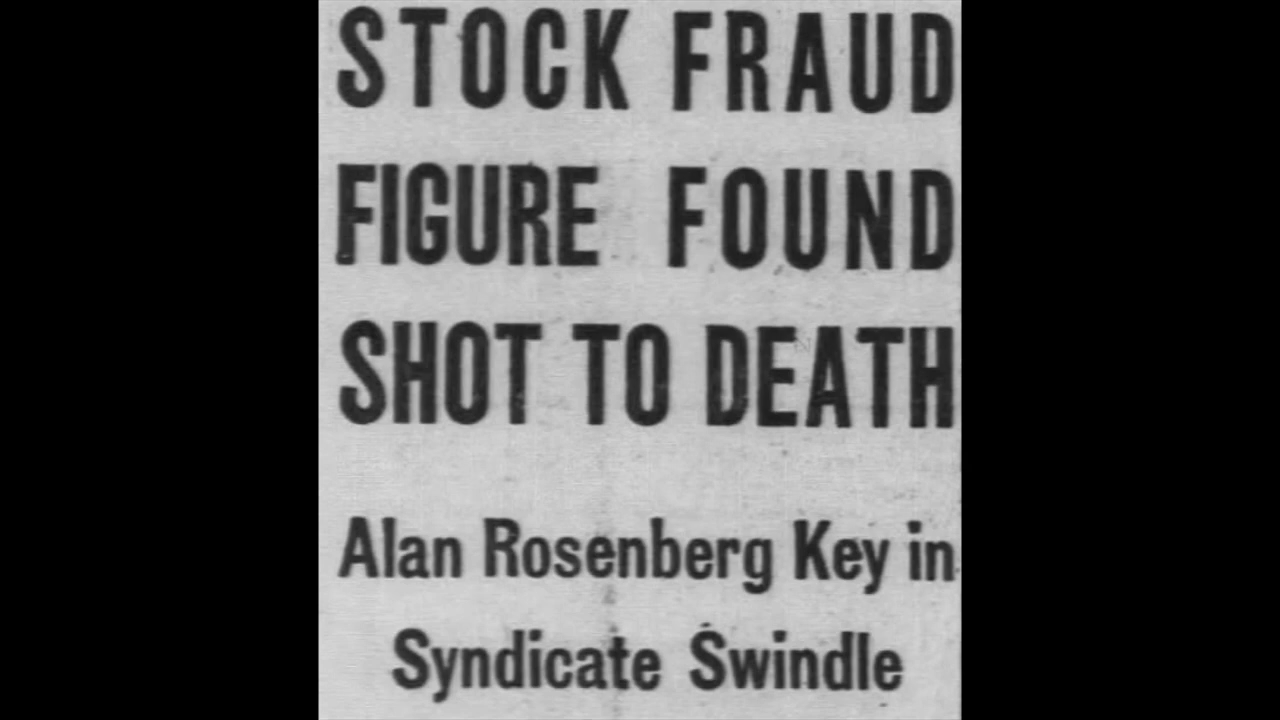 STOCK FRAUD
FIGURE FOUND
SHOT TO DEATH
Alan Rosenberg Key in
Syndicate Swindle